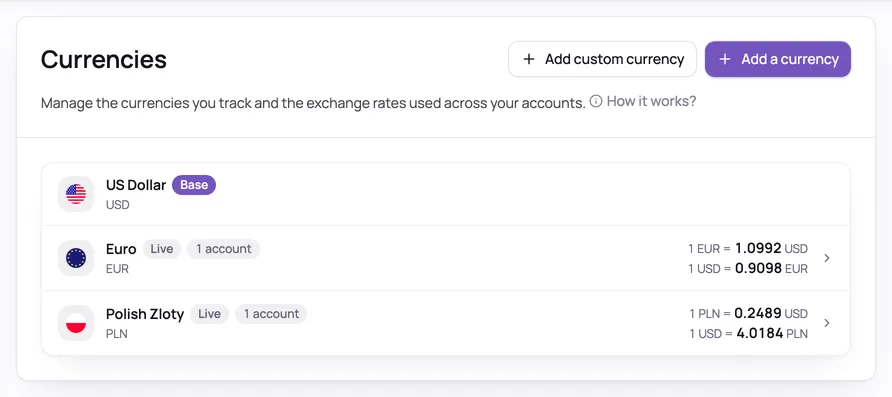 Currencies
+ Add custom currency
+ Add a currency
Manage the currencies you track and the exchange rates used across your accounts. How it works?
US Dollar Base
USD
Euro Live 1 account
EUR
1 EUR = 1.0992 USD
1 USD = 0.9098 EUR
Polish Zloty Live 1 account
PLN
1 PLN = 0.2489 USD
1 USD = 4.0184 PLN